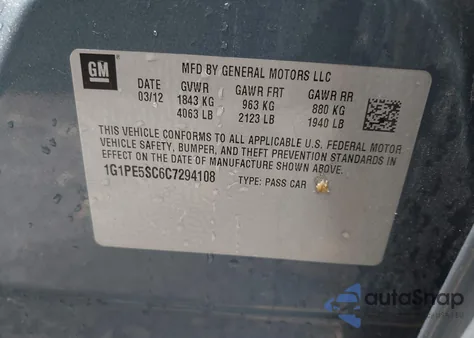 GM
MFD BY GENERAL MOTORS LLC
DATE GVWR GAWR FRT GAWR RR
03/12 1843 KG 963 KG 880 KG
4063 LB 2123 LB 1940 LB
THIS VEHICLE CONFORMS TO ALL APPLICABLE U.S. FEDERAL MOTOR
VEHICLE SAFETY, BUMPER, AND THEFT PREVENTION STANDARDS IN
EFFECT ON THE DATE OF MANUFACTURE SHOWN ABOVE.
1G1PE5SC6C7294108 TYPE: PASS CAR
autoSnap